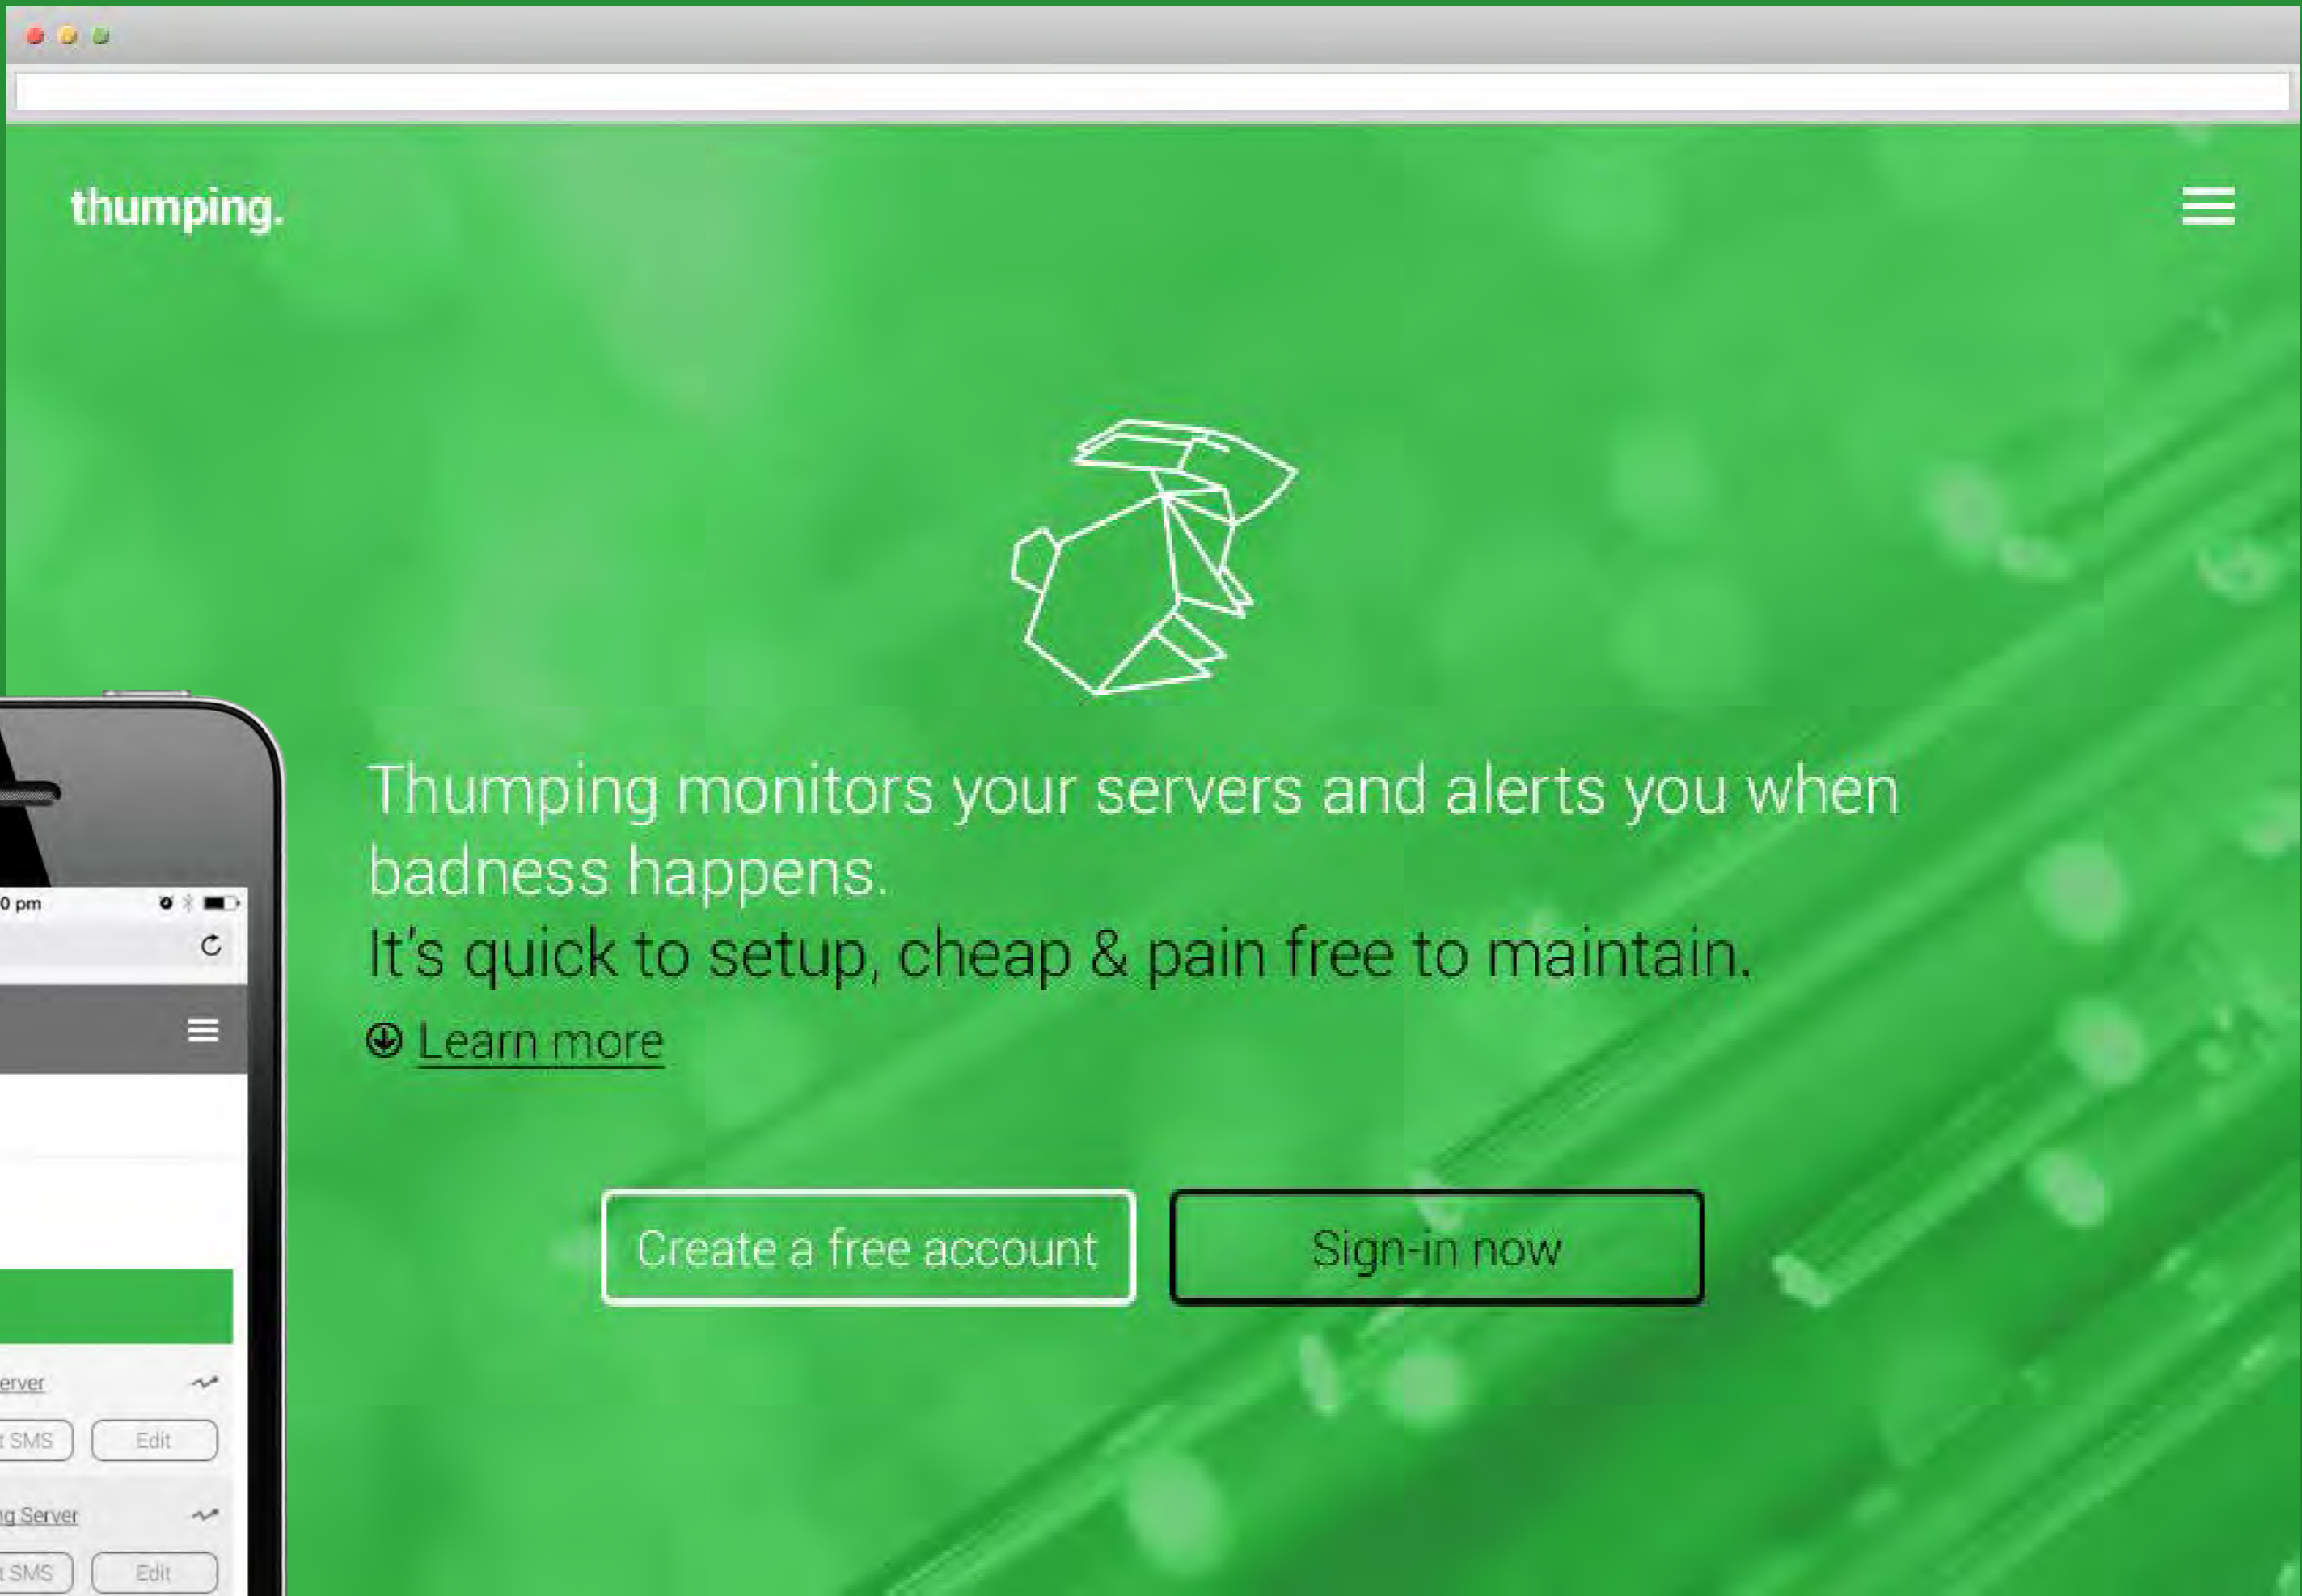 thumping.
Thumping monitors your servers and alerts you when
badness happens.
It's quick to setup, cheap & pain free to maintain.
Learn more
Create a free account
Sign-in now
0 pm
erver
t SMS
Edit
g Server
t SMS
Edit